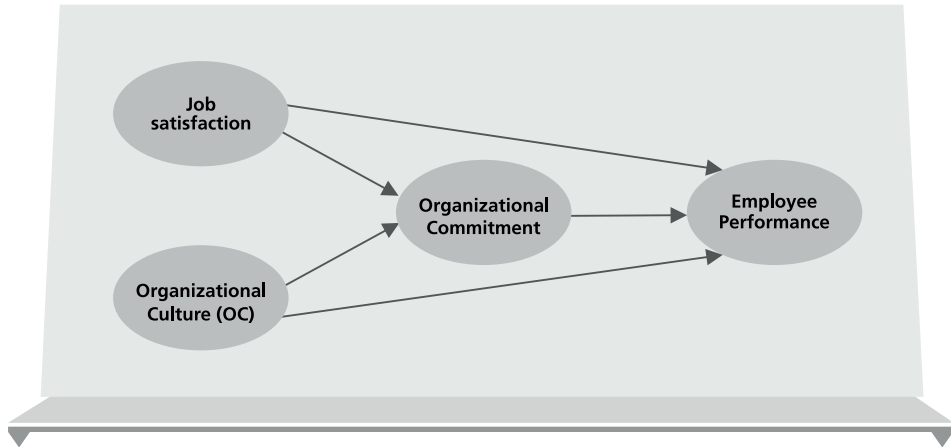 Job
satisfaction
Organizational
Commitment
Employee
Performance
Organizational
Culture (OC)